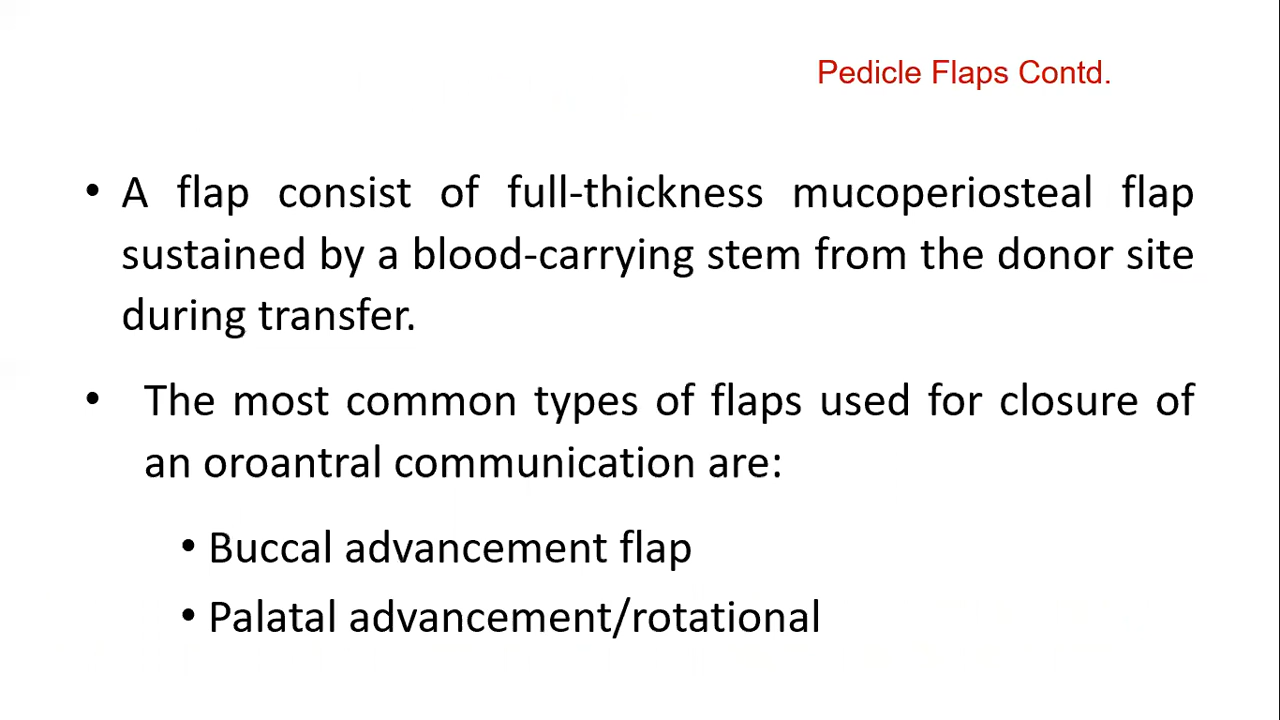 Pedicle Flaps Contd.
• A flap consist of full-thickness mucoperiosteal flap
sustained by a blood-carrying stem from the donor site
during transfer.
• The most common types of flaps used for closure of
an oroantral communication are:
• Buccal advancement flap
• Palatal advancement/rotational